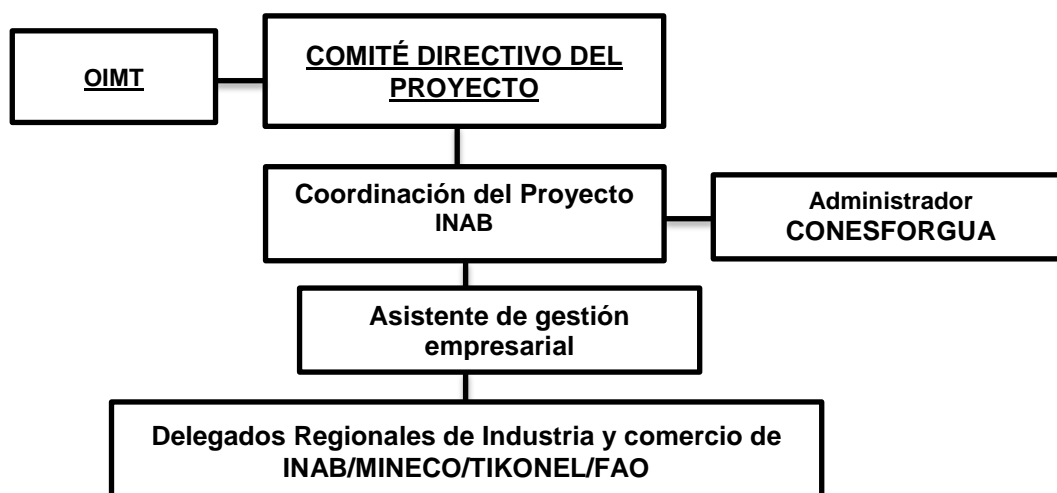 OIMT
COMITÉ DIRECTIVO DEL
PROYECTO
Coordinación del Proyecto
INAB
Administrador
CONESFORGUA
Asistente de gestión
empresarial
Delegados Regionales de Industria y comercio de
INAB/MINECO/TIKONEL/FAO